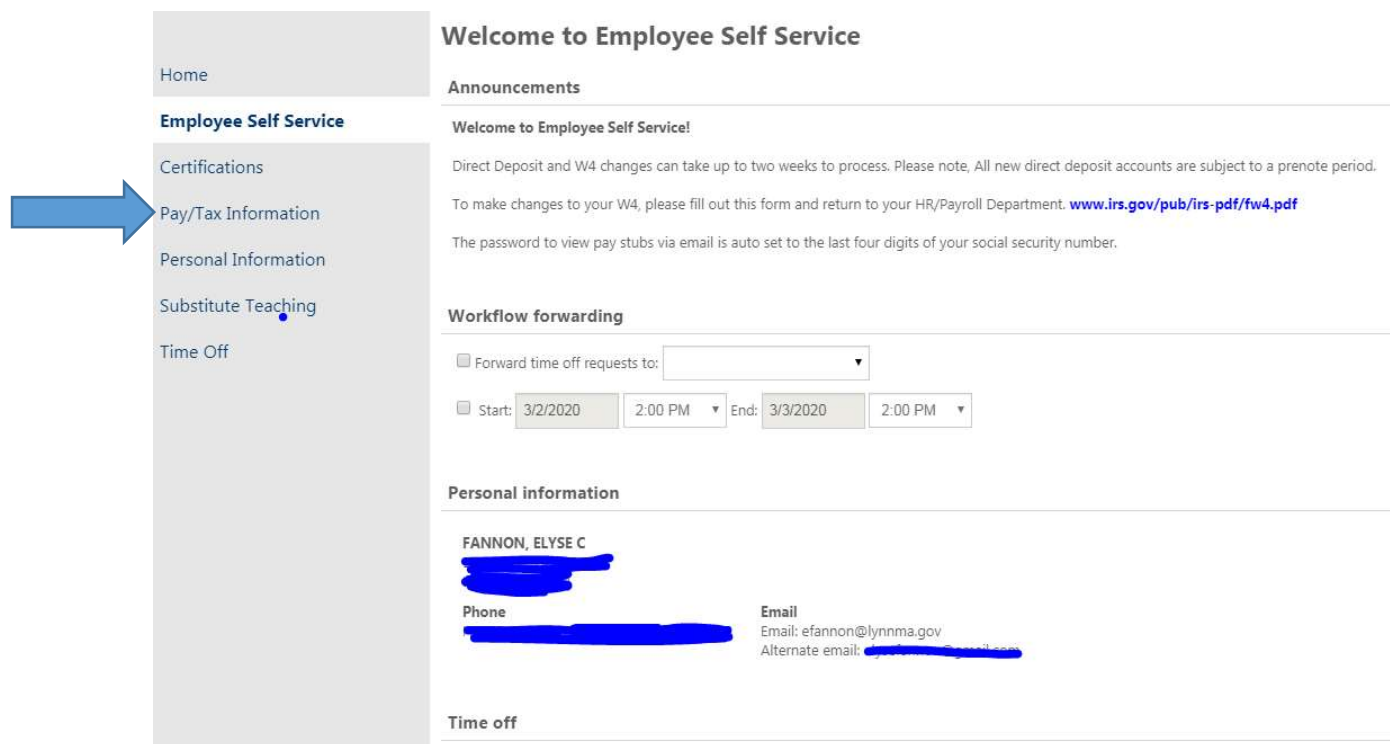 Welcome to Employee Self Service
Home
Employee Self Service
Certifications
Pay/Tax Information
Personal Information
Substitute Teaching
Time Off
Announcements
Welcome to Employee Self Service!
Direct Deposit and W4 changes can take up to two weeks to process. Please note, All new direct deposit accounts are subject to a prenote period.
To make changes to your W4, please fill out this form and return to your HR/Payroll Department. www.irs.gov/pub/irs-pdf/fw4.pdf
The password to view pay stubs via email is auto set to the last four digits of your social security number.
Workflow forwarding
Forward time off requests to:
Start: 3/2/2020 2:00 PM End: 3/3/2020 2:00 PM
Personal information
FANNON, ELYSE C
Phone
Email
Email: efannon@lynnma.gov
Alternate email:
Time off